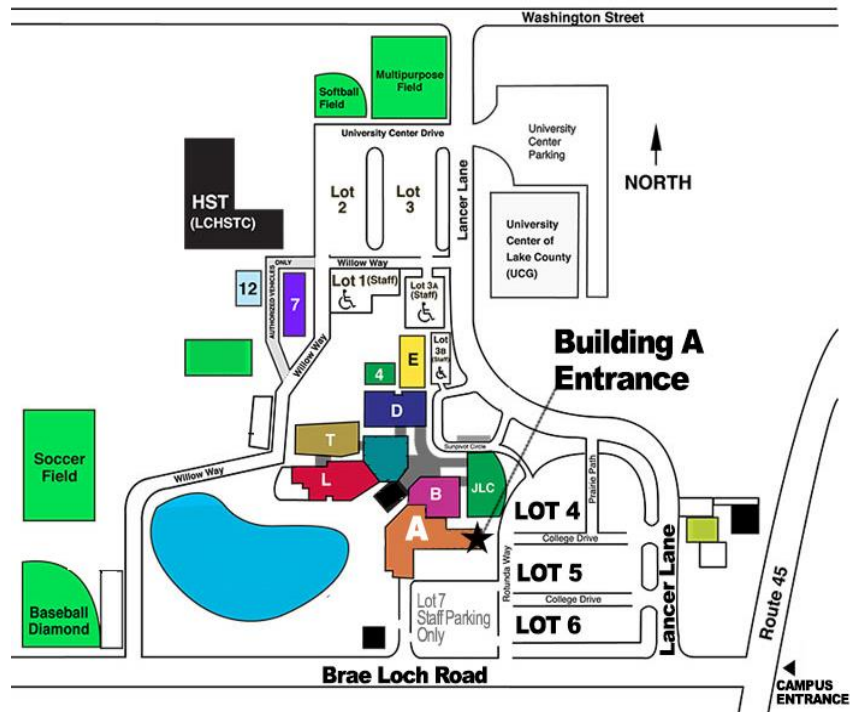 Washington Street
Multipurpose
Field
Softball
Field
University Center Drive
University
Center
Parking
NORTH
Lot
2
Lot
3
Lancer Lane
HST
(LCHSTC)
University
Center of
Lake County
(UCG)
ONLY
Willow Way
AUTHORIZED VEHICLES
12
7
Lot 1 (Staff)
Lot 3A
(Staff)
Lot
3B
(Staff)
Willow Way
E
4
Building A
Entrance
D
T
Sunpivot Circle
Soccer
Field
Willow Way
L
B
JLC
Prairie Path
LOT 4
A
College Drive
Rotunda Way
LOT 5
Lancer Lane
College Drive
LOT 6
Lot 7
Staff Parking
Only
Baseball
Diamond
Route 45
Brae Loch Road
CAMPUS
ENTRANCE